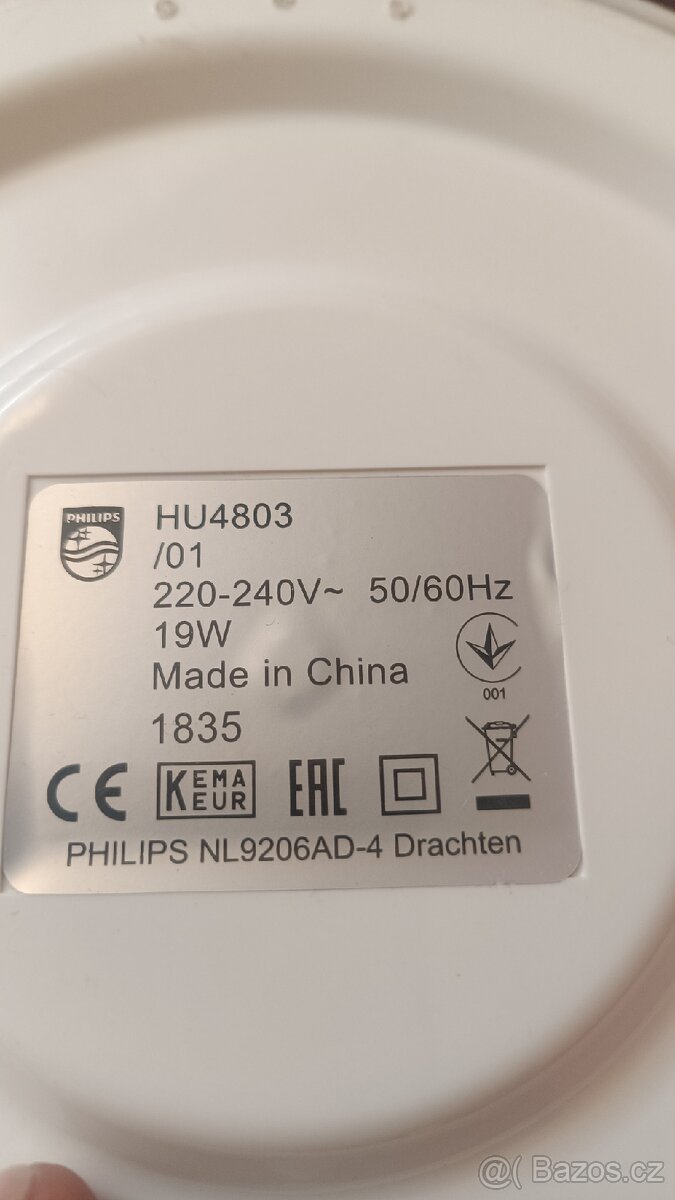 PHILIPS
HU4803
/01
220-240V~ 50/60Hz
19W
Made in China
001
1835
CE KEMA EUR EAC
PHILIPS NL9206AD-4 Drachten
@( Bazos.cz